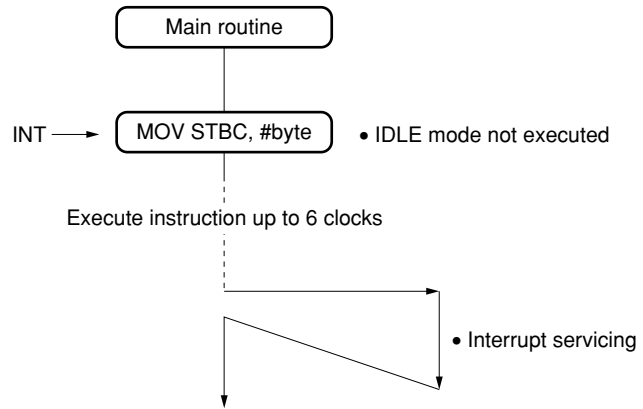 Main routine
INT
MOV STBC, #byte
• IDLE mode not executed
Execute instruction up to 6 clocks
• Interrupt servicing